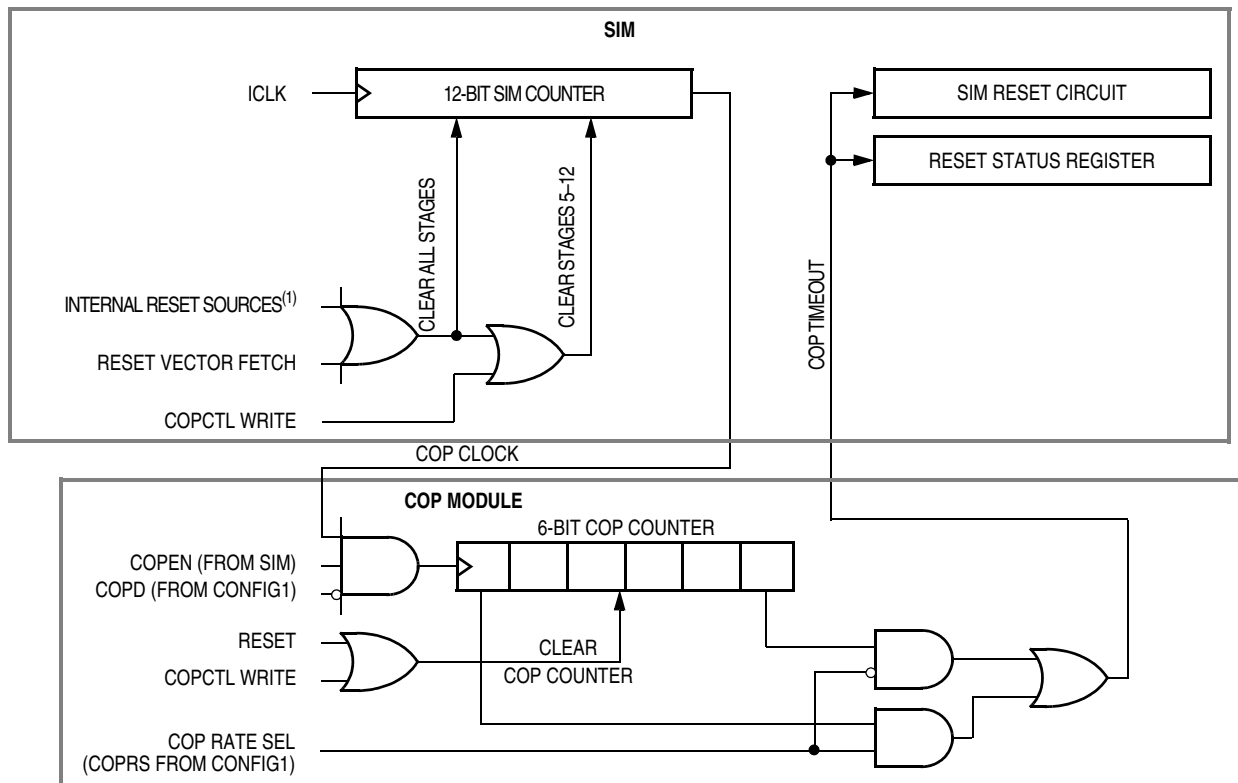 SIM
ICLK
12-BIT SIM COUNTER
SIM RESET CIRCUIT
RESET STATUS REGISTER
CLEAR ALL STAGES
CLEAR STAGES 5–12
COP TIMEOUT
INTERNAL RESET SOURCES(1)
RESET VECTOR FETCH
COPCTL WRITE
COP CLOCK
COP MODULE
6-BIT COP COUNTER
COPEN (FROM SIM)
COPD (FROM CONFIG1)
RESET
CLEAR
COPCTL WRITE
COP COUNTER
COP RATE SEL
(COPRS FROM CONFIG1)